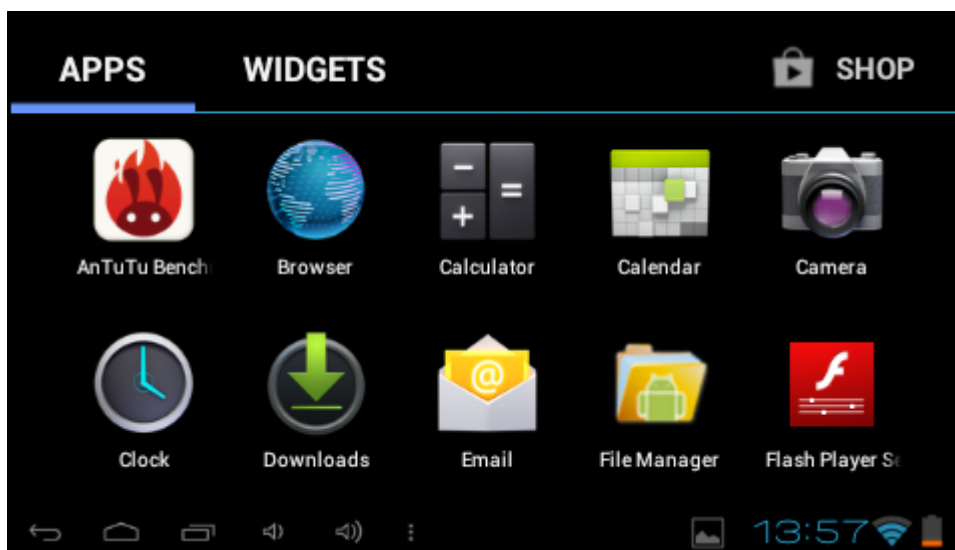 APPS WIDGETS SHOP
AnTuTu Bench Browser Calculator Calendar Camera
Clock Downloads Email File Manager Flash Player Se
13:57